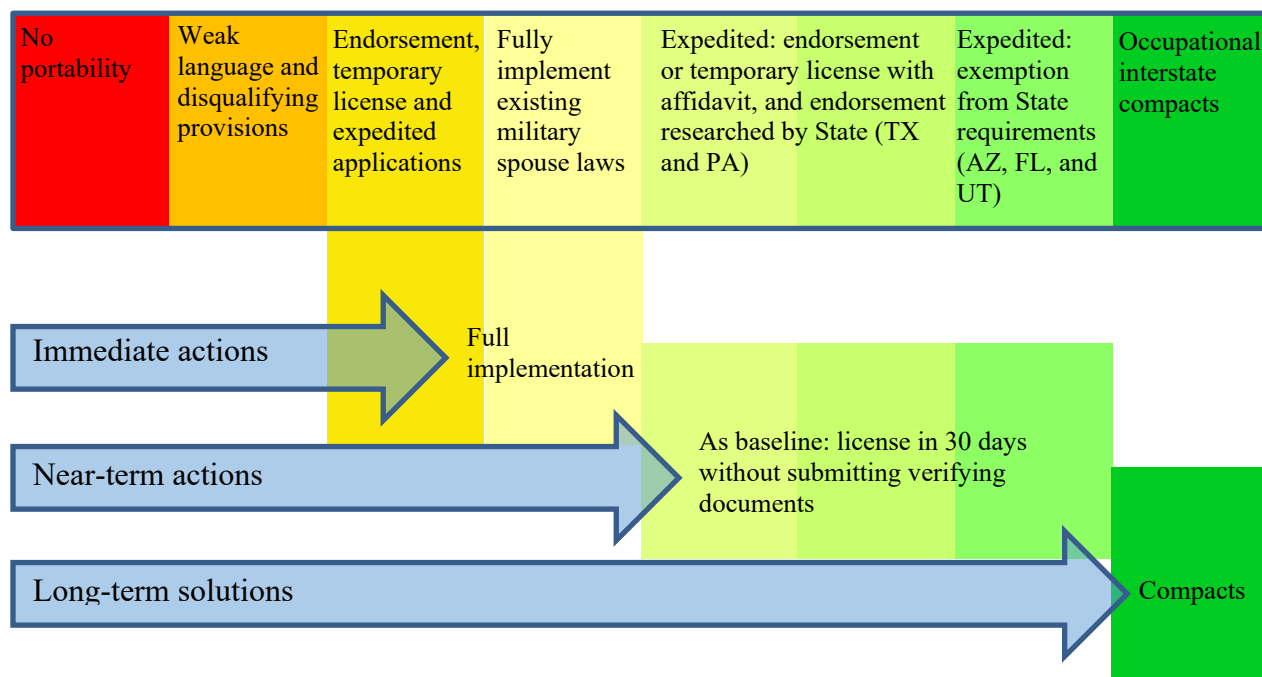 No
portability
Weak
language and
disqualifying
provisions
Endorsement,
temporary
license and
expedited
applications
Fully
implement
existing
military
spouse laws
Expedited: endorsement
or temporary license with
affidavit, and endorsement
researched by State (TX
and PA)
Expedited:
exemption
from State
requirements
(AZ, FL, and
UT)
Occupational
interstate
compacts
Immediate actions
Full
implementation
Near-term actions
As baseline: license in 30 days
without submitting verifying
documents
Long-term solutions
Compacts